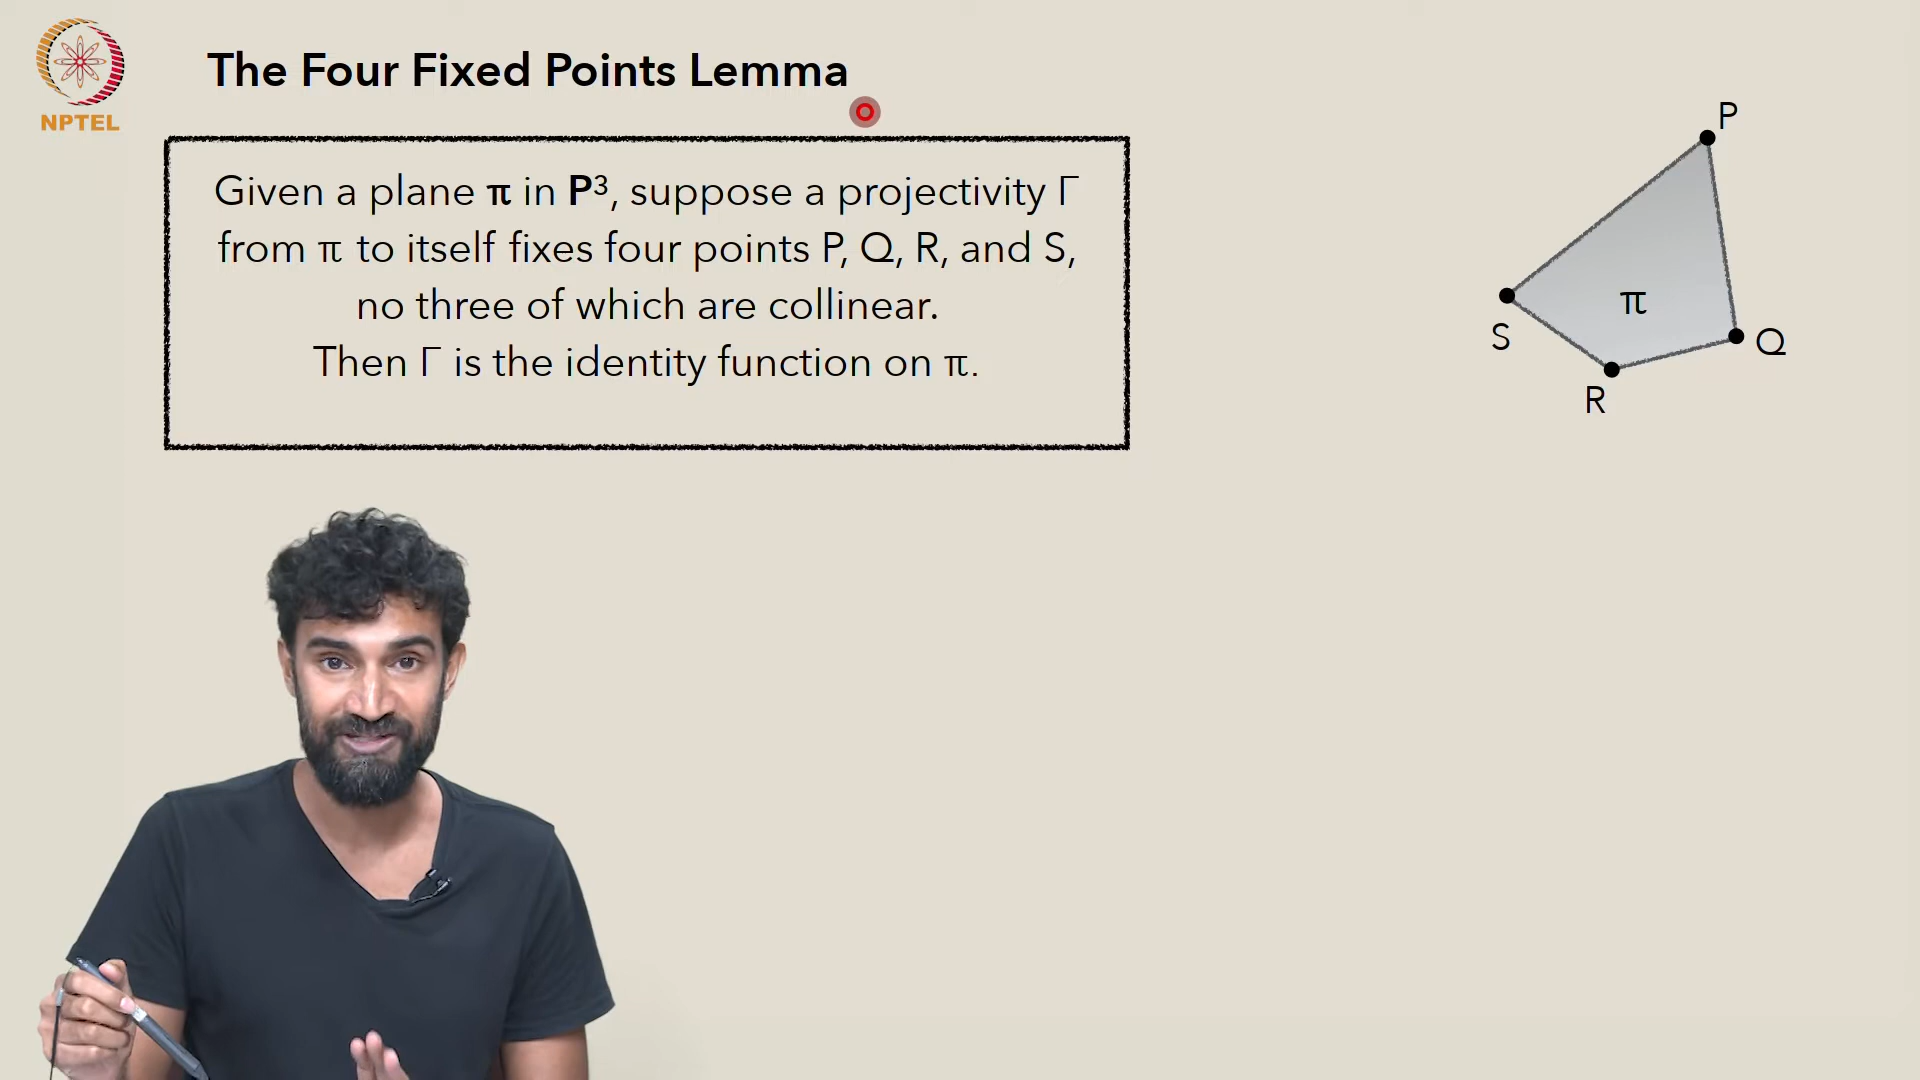 NPTEL
The Four Fixed Points Lemma
Given a plane π in P³, suppose a projectivity Γ
from π to itself fixes four points P, Q, R, and S,
no three of which are collinear.
Then Γ is the identity function on π.
P
S
π
Q
R